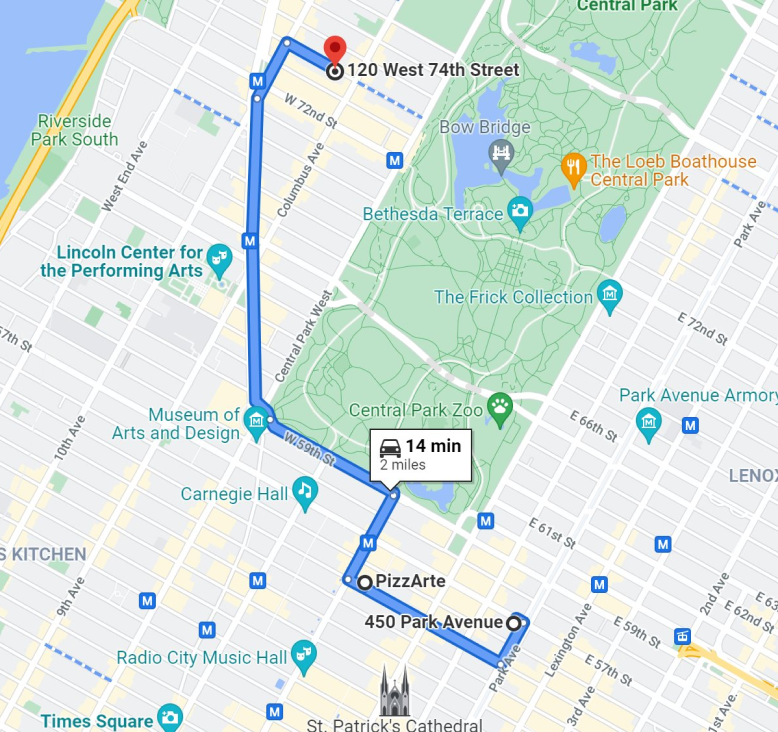 Central Park
120 West 74th Street
Riverside
Park South
W 72nd St
West End Ave
Columbus Ave
Bow Bridge
The Loeb Boathouse
Central Park
Bethesda Terrace
Park Ave
Lincoln Center for
the Performing Arts
M
M
M
The Frick Collection
E 72nd St
Central Park West
57th St
Park Avenue Armory
Central Park Zoo
E 66th St
M
Museum of
Arts and Design
10th Ave
W 59th St
14 min
2 miles
LENOX
Carnegie Hall
M
E 61st St
S KITCHEN
M
M
PizzArte
M
M
M
9th Ave
2nd Ave
450 Park Avenue
E 62nd St
E 60th St
E 59th St
M
Lexington Ave
Radio City Music Hall
Park Ave
E 57th St
3rd Ave
1st Ave
Times Square
M
St. Patrick's Cathedral